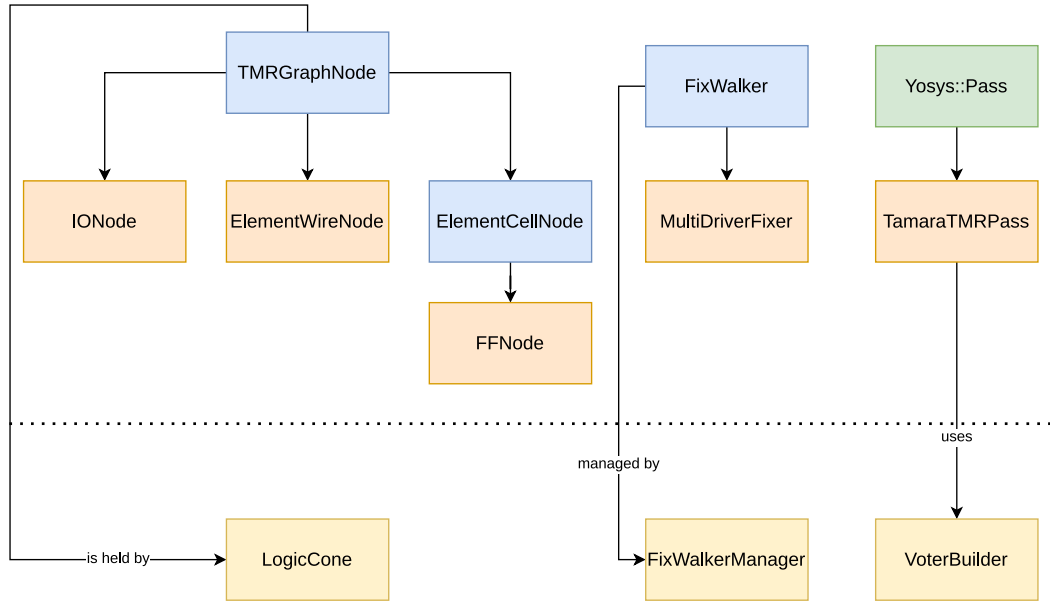 TMRGraphNode
FixWalker
Yosys::Pass
IONode
ElementWireNode
ElementCellNode
MultiDriverFixer
TamaraTMRPass
FFNode
uses
managed by
is held by
LogicCone
FixWalkerManager
VoterBuilder